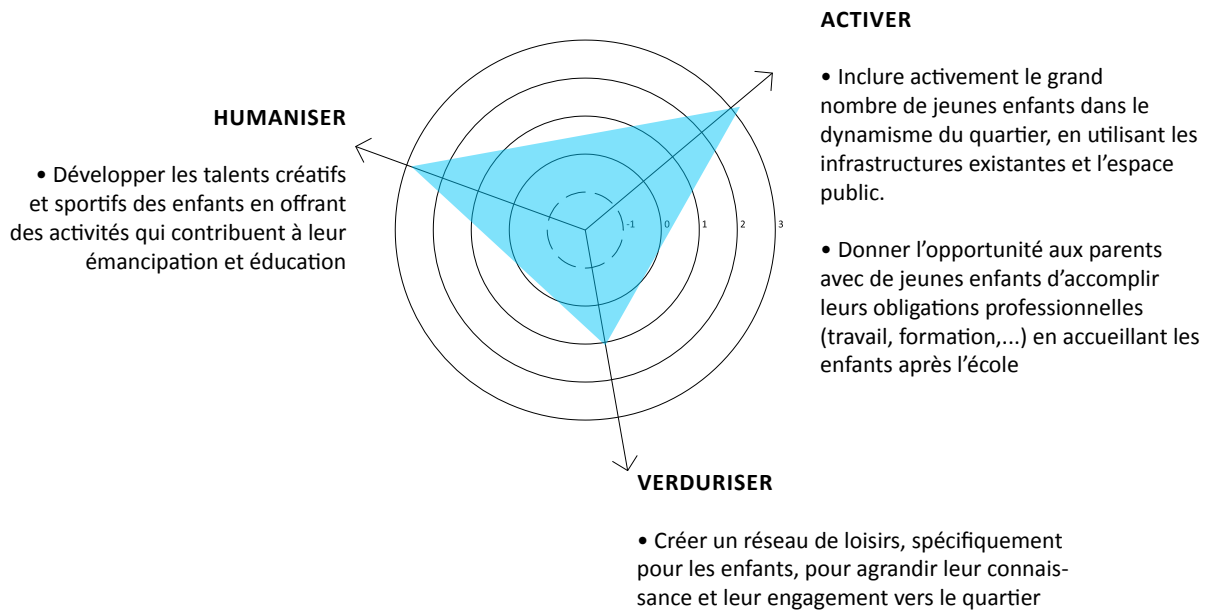 HUMANISER
• Développer les talents créatifs
et sportifs des enfants en offrant
des activités qui contribuent à leur
émancipation et éducation
-1 0 1 2 3
ACTIVER
• Inclure activement le grand
nombre de jeunes enfants dans le
dynamisme du quartier, en utilisant les
infrastructures existantes et l’espace
public.
• Donner l’opportunité aux parents
avec de jeunes enfants d’accomplir
leurs obligations professionnelles
(travail, formation,...) en accueillant les
enfants après l’école
VERDURISER
• Créer un réseau de loisirs, spécifiquement
pour les enfants, pour agrandir leur connais-
sance et leur engagement vers le quartier